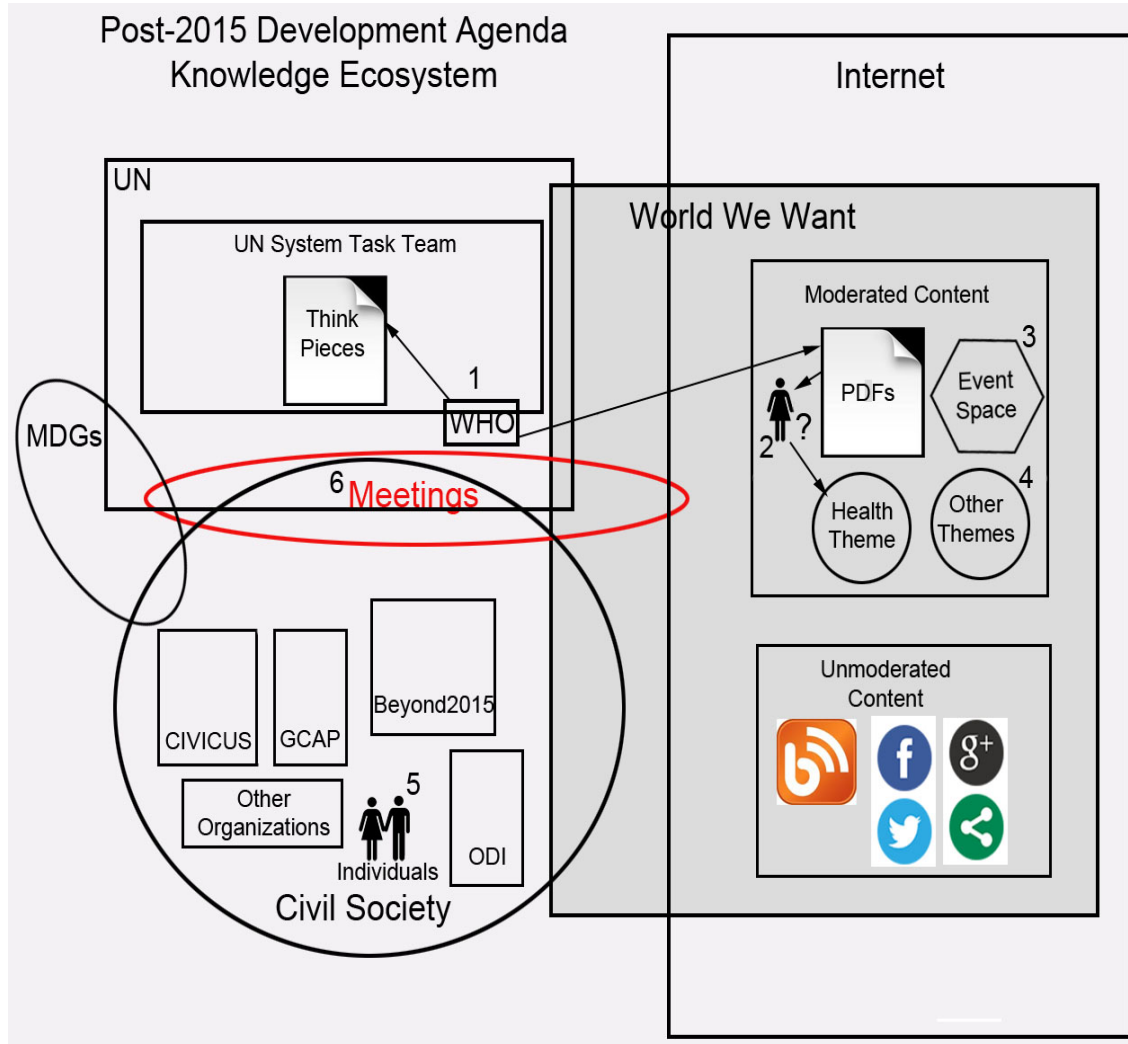 Post-2015 Development Agenda
Knowledge Ecosystem
Internet
UN
UN System Task Team
Think
Pieces
1
WHO
MDGs
6
Meetings
World We Want
Moderated Content
PDFs
3
Event
Space
2
?
Health
Theme
4
Other
Themes
CIVICUS
GCAP
Beyond2015
Other
Organizations
5
Individuals
ODI
Civil Society
Unmoderated
Content
b
f
g+